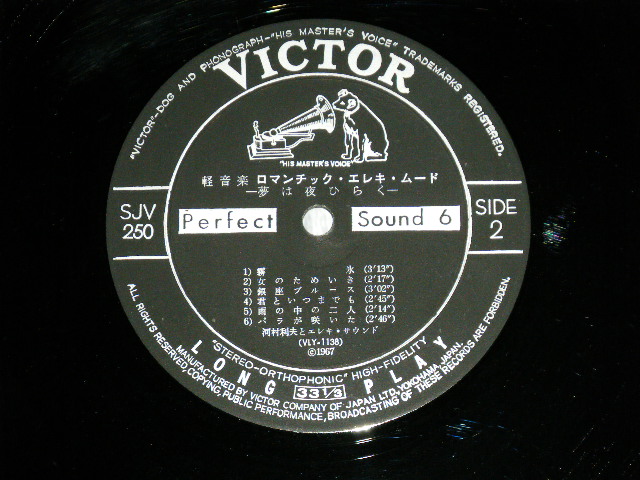 "VICTOR"–DOG AND PHONOGRAPH–"HIS MASTER'S VOICE" TRADEMARKS REGISTERED.
VICTOR
"HIS MASTER'S VOICE"
軽音楽 ロマンチック・エレキ・ムード
―夢は夜ひらく―
SJV 250
Perfect Sound 6
SIDE 2
1) 霧氷 (3'13")
2) 女のためいき (2'17")
3) 銀座ブルース (3'02")
4) 君といつまでも (2'45")
5) 雨の中の二人 (2'14")
6) バラが咲いた (2'46")
河村利夫とエレキ・サウンド
(VLY-1138)
©1967
"STEREO-ORTHOPHONIC" HIGH-FIDELITY
LONG 33 1/3 PLAY
MANUFACTURED BY VICTOR COMPANY OF JAPAN LTD., YOKOHAMA, JAPAN.
ALL RIGHTS RESERVED, COPYING, PUBLIC PERFORMANCE, BROADCASTING OF THESE RECORDS ARE FORBIDDEN.